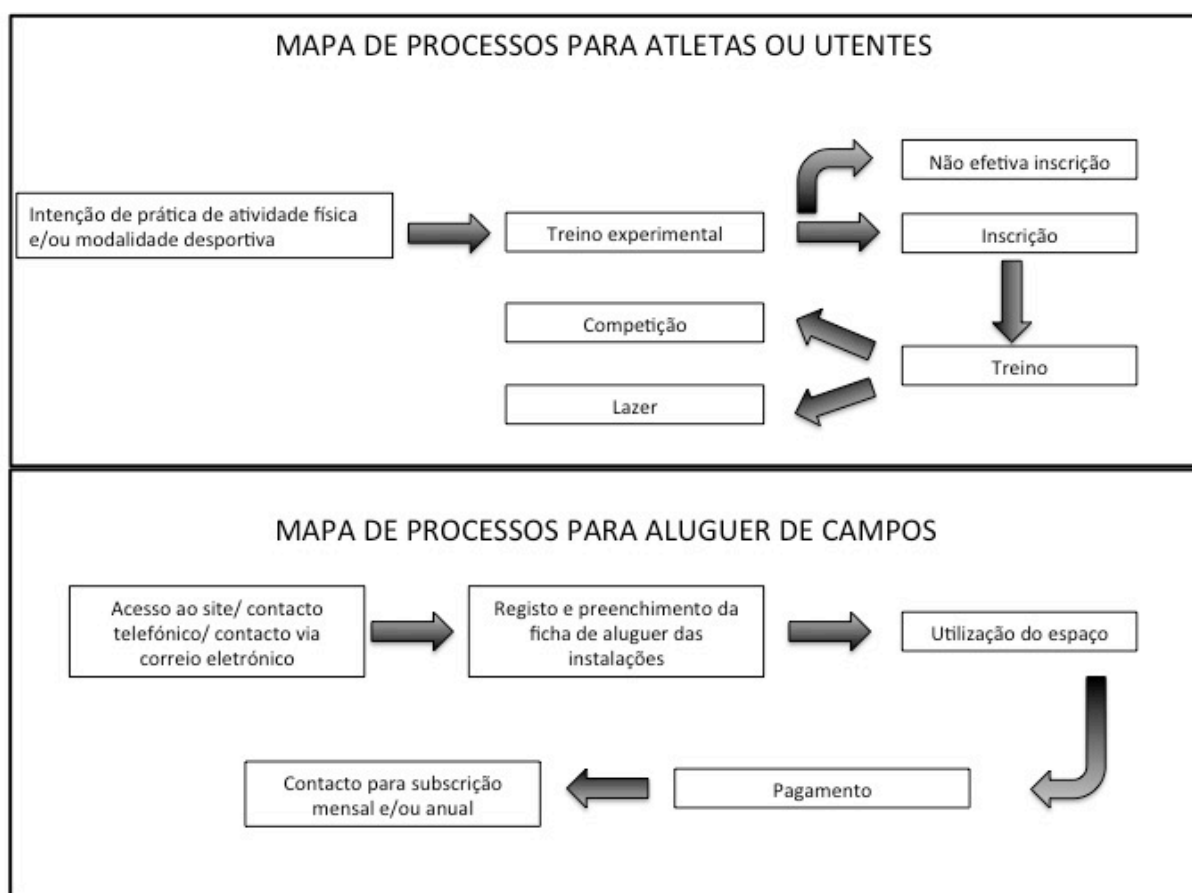 MAPA DE PROCESSOS PARA ATLETAS OU UTENTES
Intenção de prática de atividade física
e/ou modalidade desportiva
Treino experimental
Não efetiva inscrição
Inscrição
Treino
Competição
Lazer
MAPA DE PROCESSOS PARA ALUGUER DE CAMPOS
Acesso ao site/ contacto
telefónico/ contacto via
correio eletrónico
Registo e preenchimento da
ficha de aluguer das
instalações
Utilização do espaço
Pagamento
Contacto para subscrição
mensal e/ou anual